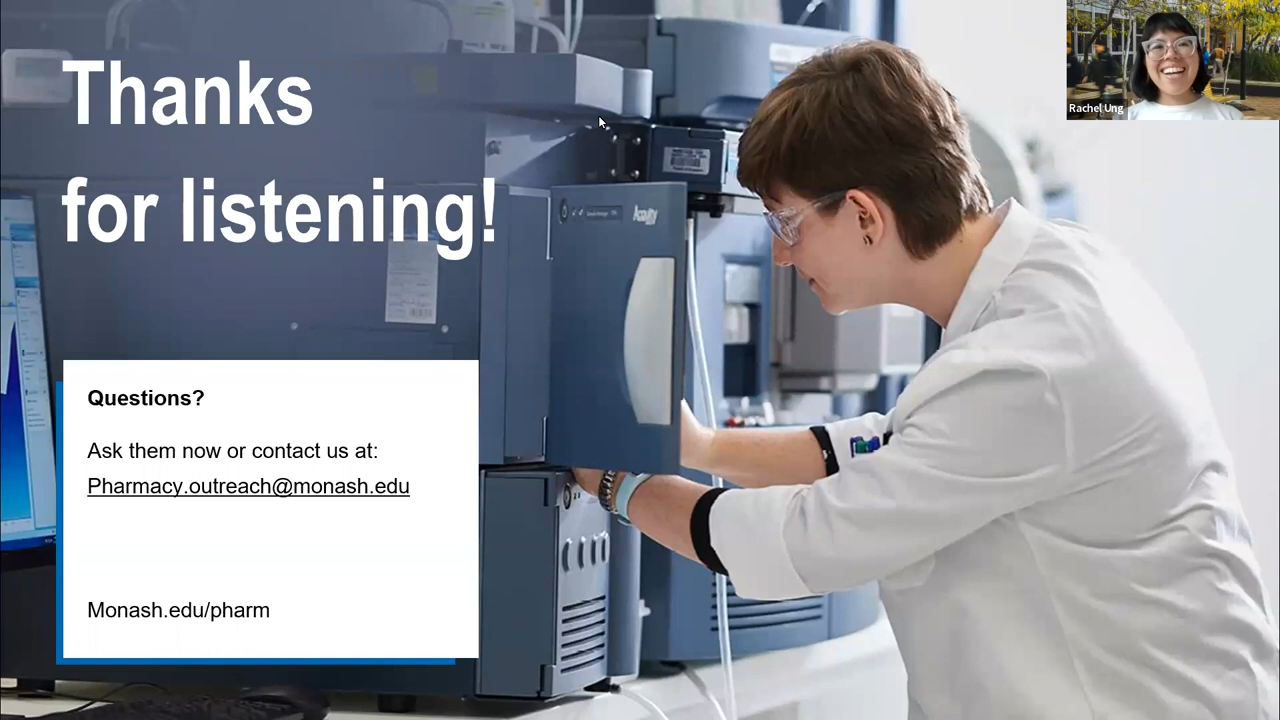 Thanks
for listening!
Rachel Ung
Acquity
Questions?
Ask them now or contact us at:
Pharmacy.outreach@monash.edu
Monash.edu/pharm